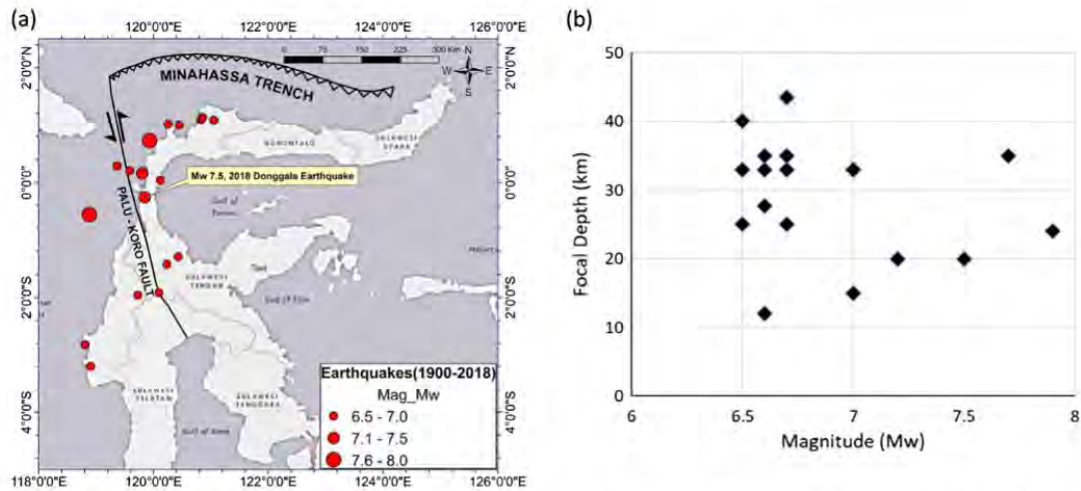 (a)
120°0'0"E 122°0'0"E 124°0'0"E 126°0'0"E
0 75 150 225 300 Km
N
W E
S
MINAHASSA TRENCH
2°0'0"N
GORONTALO
SULAWESI
UTARA
Mw 7.5, 2018 Donggala Earthquake
0°0'0"
PALU - KORO FAULT
Gulf of
SULAWESI
TENGAH
2°0'0"S
4°0'0"S
SULAWESI
SELATAN
SULAWESI
TENGGARA
Gulf of Bone
Earthquakes(1900-2018)
Mag_Mw
6.5 - 7.0
7.1 - 7.5
7.6 - 8.0
118°0'0"E 120°0'0"E 122°0'0"E 124°0'0"E 126°0'0"E
(b)
Focal Depth (km)
50
40
30
20
10
0
6 6.5 7 7.5 8
Magnitude (Mw)